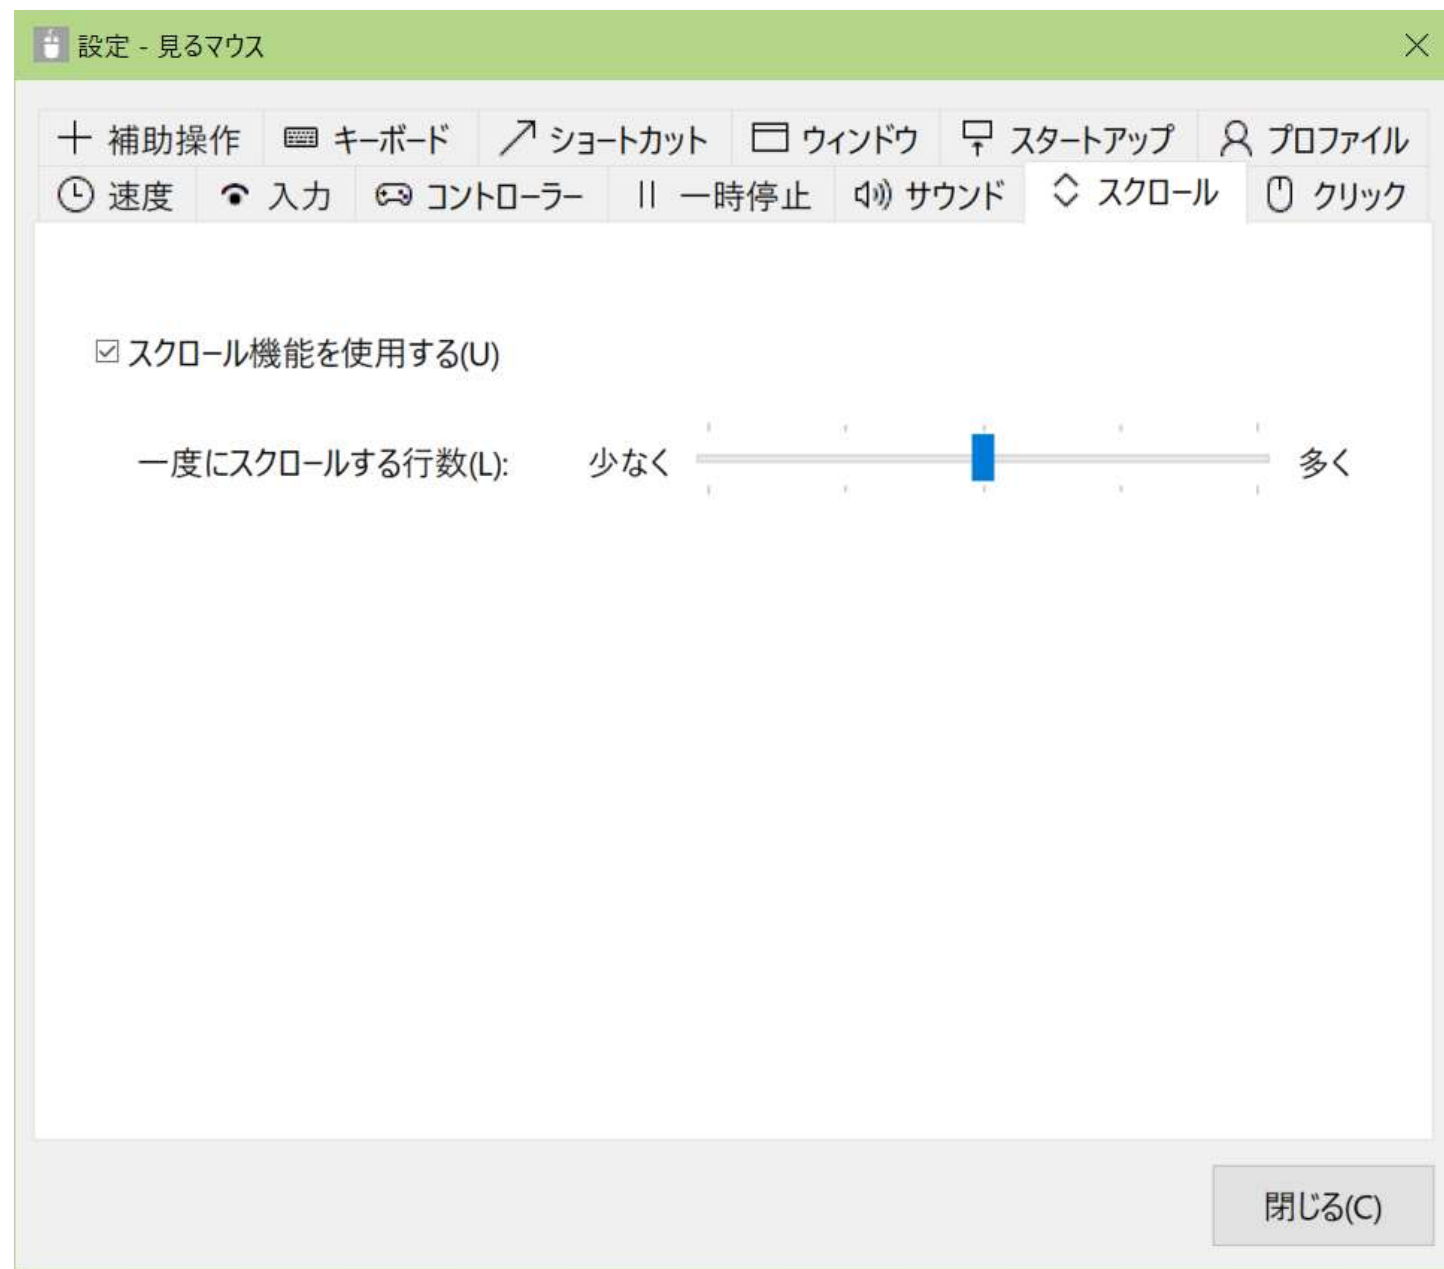 設定 - 見るマウス
補助操作 キーボード ショートカット ウィンドウ スタートアップ プロファイル
速度 入力 コントローラー 一時停止 サウンド スクロール クリック
スクロール機能を使用する(U)
一度にスクロールする行数(L): 少なく 多く
閉じる(C)